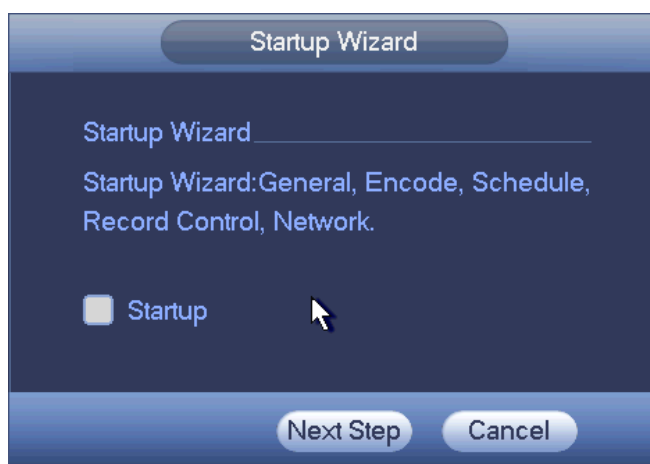 Startup Wizard
Startup Wizard
Startup Wizard:General, Encode, Schedule,
Record Control, Network.
Startup
Next Step Cancel